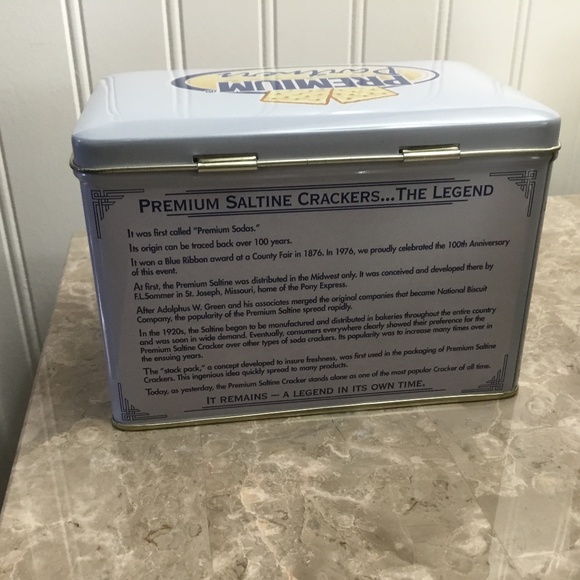 PREMIUM
Partners
PREMIUM SALTINE CRACKERS...THE LEGEND
It was first called "Premium Sodas."
Its origin can be traced back over 100 years.
It won a Blue Ribbon award at a County Fair in 1876. In 1976, we proudly celebrated the 100th Anniversary
of this event.
At first, the Premium Saltine was distributed in the Midwest only. It was conceived and developed there by
F.L.Sommer in St. Joseph, Missouri, home of the Pony Express.
After Adolphus W. Green and his associates merged the original companies that became National Biscuit
Company, the popularity of the Premium Saltine spread rapidly.
In the 1920s, the Saltine began to be manufactured and distributed in bakeries throughout the entire country
and was soon in wide demand. Eventually, consumers everywhere clearly showed their preference for the
Premium Saltine Cracker over other types of soda crackers. Its popularity was to increase many times over in
the ensuing years.
The "stack pack," a concept developed to insure freshness, was first used in the packaging of Premium Saltine
Crackers. This ingenious idea quickly spread to many products.
Today, as yesterday, the Premium Saltine Cracker stands alone as one of the most popular Cracker of all time.
IT REMAINS — A LEGEND IN ITS OWN TIME.